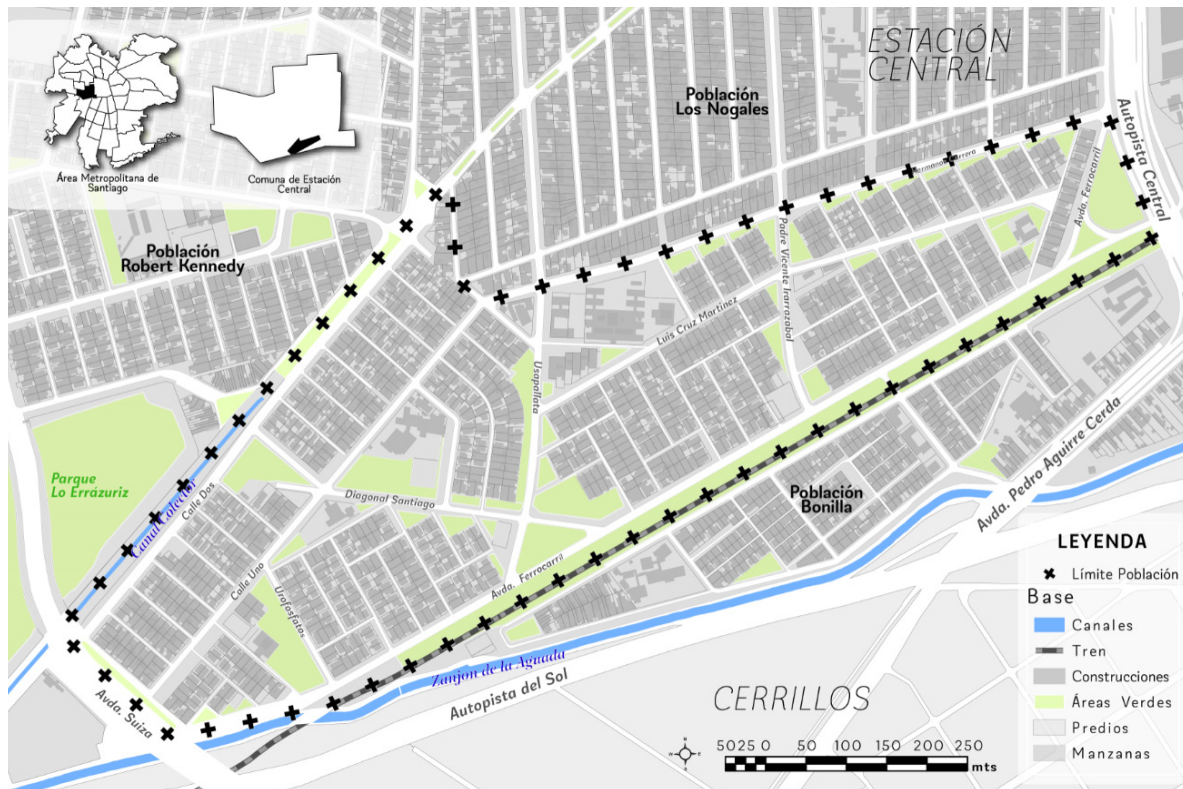 Área Metropolitana de
Santiago
Comuna de Estación
Central
ESTACIÓN
CENTRAL
Población
Los Nogales
Autopista Central
Avda. Ferrocarril
Población
Robert Kennedy
Padre Vicente Irarrazabal
Luis Cruz Martínez
Usapallata
Parque
Lo Errázuriz
Canal Colector
Calle Dos
Diagonal Santiago
Población
Bonilla
Avda. Pedro Aguirre Cerda
Calle Uno
Urofosfatos
Avda. Ferrocarril
Zanjon de la Aguada
Autopista del Sol
Avda. Suiza
CERRILLOS
LEYENDA
Límite Población
Base
Canales
Tren
Construcciones
Áreas Verdes
Predios
Manzanas
N
W E
S
50 25 0 50 100 150 200 250
mts